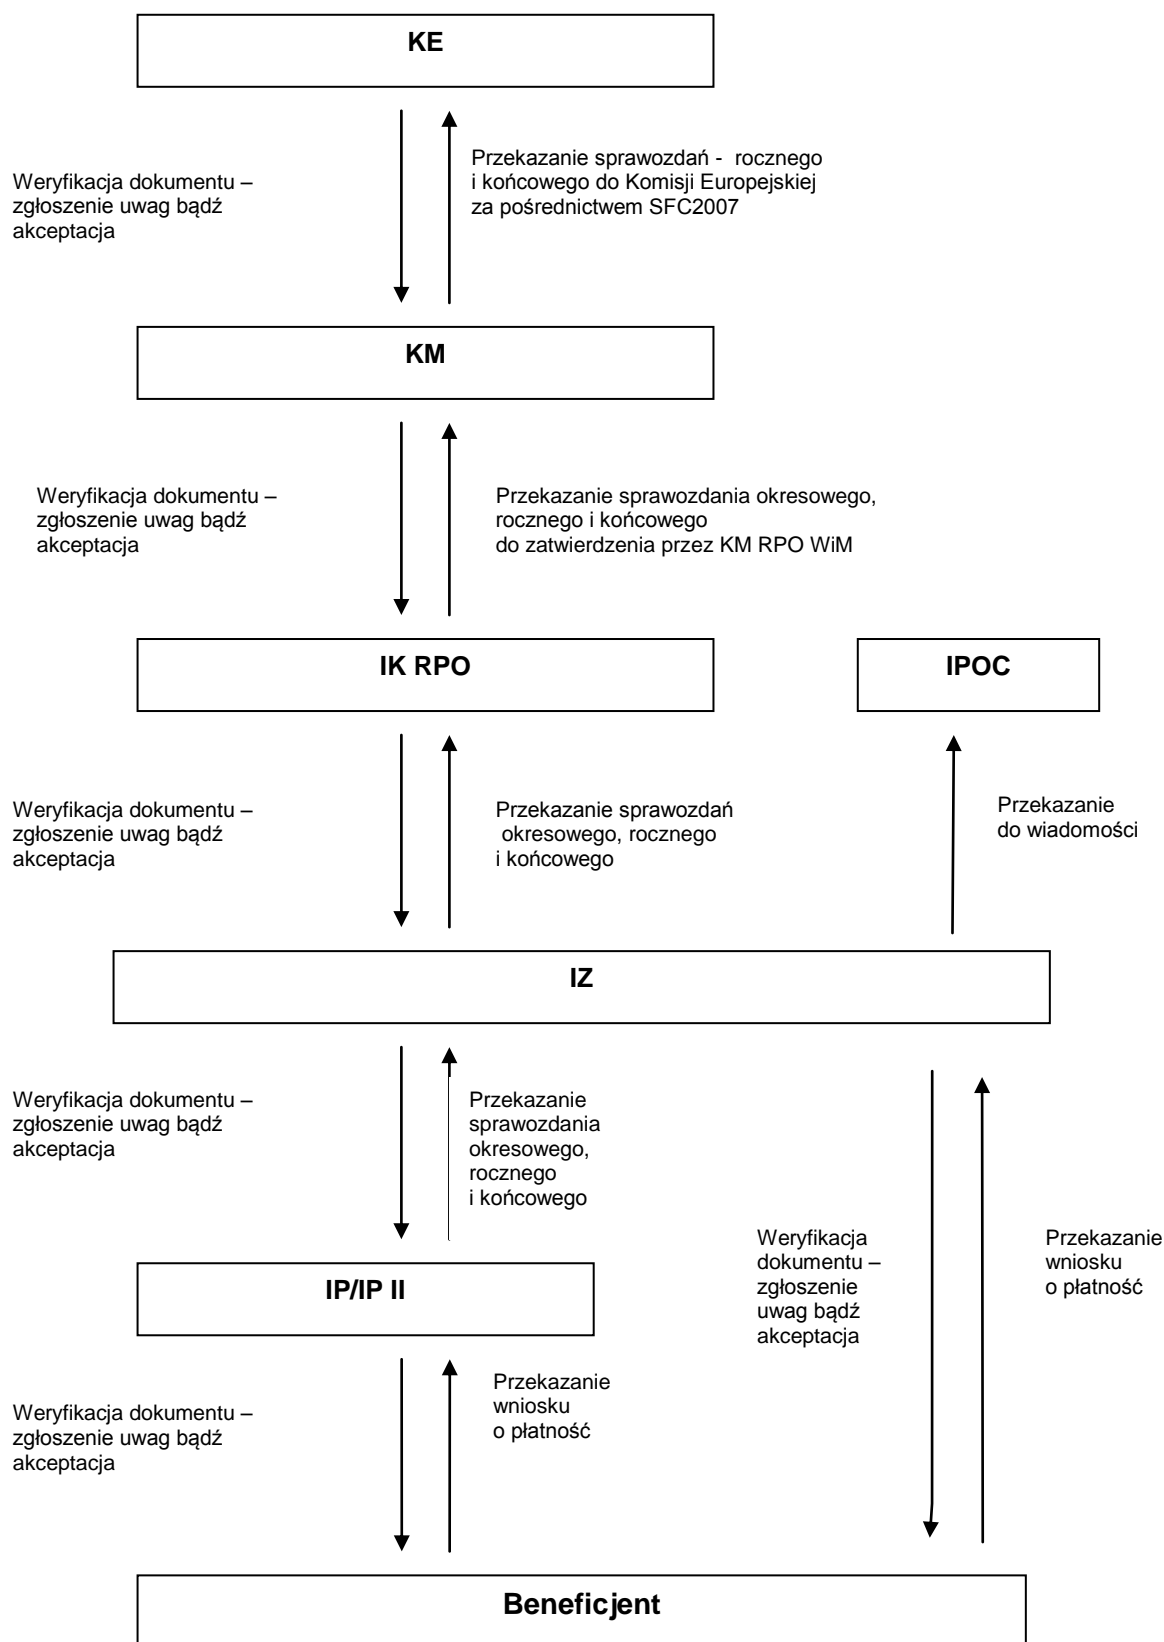 KE
Weryfikacja dokumentu –
zgłoszenie uwag bądź
akceptacja
Przekazanie sprawozdań - rocznego
i końcowego do Komisji Europejskiej
za pośrednictwem SFC2007
KM
Weryfikacja dokumentu –
zgłoszenie uwag bądź
akceptacja
Przekazanie sprawozdania okresowego,
rocznego i końcowego
do zatwierdzenia przez KM RPO WiM
IK RPO
IPOC
Weryfikacja dokumentu –
zgłoszenie uwag bądź
akceptacja
Przekazanie sprawozdań
okresowego, rocznego
i końcowego
Przekazanie
do wiadomości
IZ
Weryfikacja dokumentu –
zgłoszenie uwag bądź
akceptacja
Przekazanie
sprawozdania
okresowego,
rocznego
i końcowego
Weryfikacja
dokumentu –
zgłoszenie
uwag bądź
akceptacja
Przekazanie
wniosku
o płatność
IP/IP II
Weryfikacja dokumentu –
zgłoszenie uwag bądź
akceptacja
Przekazanie
wniosku
o płatność
Beneficjent